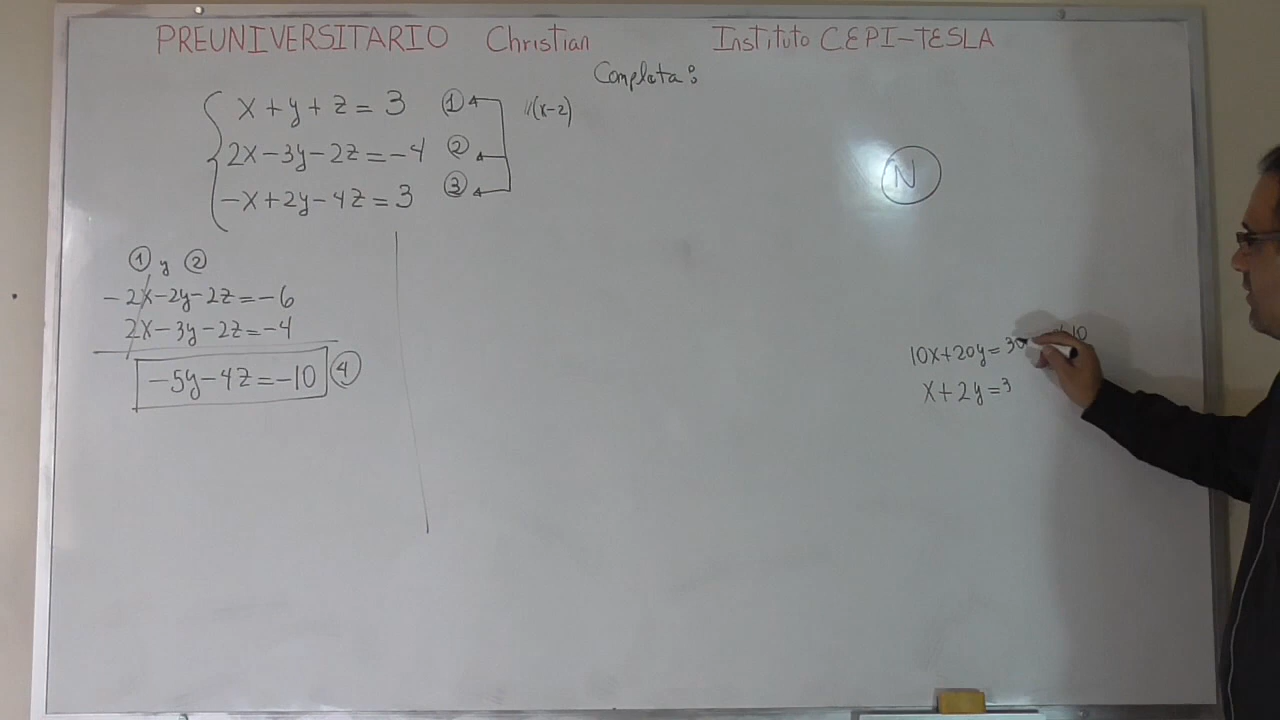 PREUNIVERSITARIO Christian Instituto CEPI-TESLA
Completa:
x+y+z=3 ① //(x-2)
2x-3y-2z=-4 ②
-x+2y-4z=3 ③
N
① y ②
-2x-2y-2z=-6
2x-3y-2z=-4
-5y-4z=-10 ④
10x+20y=30 10
x+2y=3